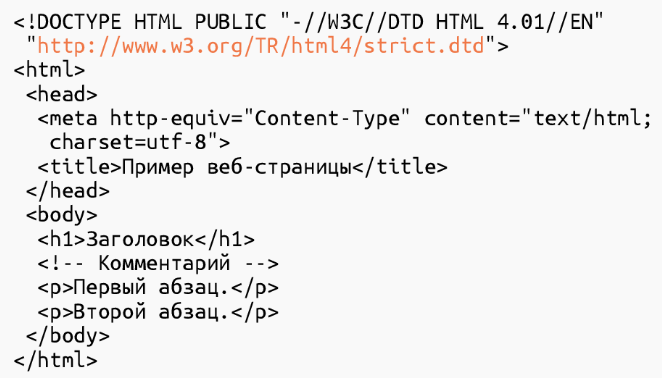 <!DOCTYPE HTML PUBLIC "-//W3C//DTD HTML 4.01//EN"
"http://www.w3.org/TR/html4/strict.dtd">
<html>
<head>
<meta http-equiv="Content-Type" content="text/html;
charset=utf-8">
<title>Пример веб-страницы</title>
</head>
<body>
<h1>Заголовок</h1>
<!-- Комментарий -->
<p>Первый абзац.</p>
<p>Второй абзац.</p>
</body>
</html>